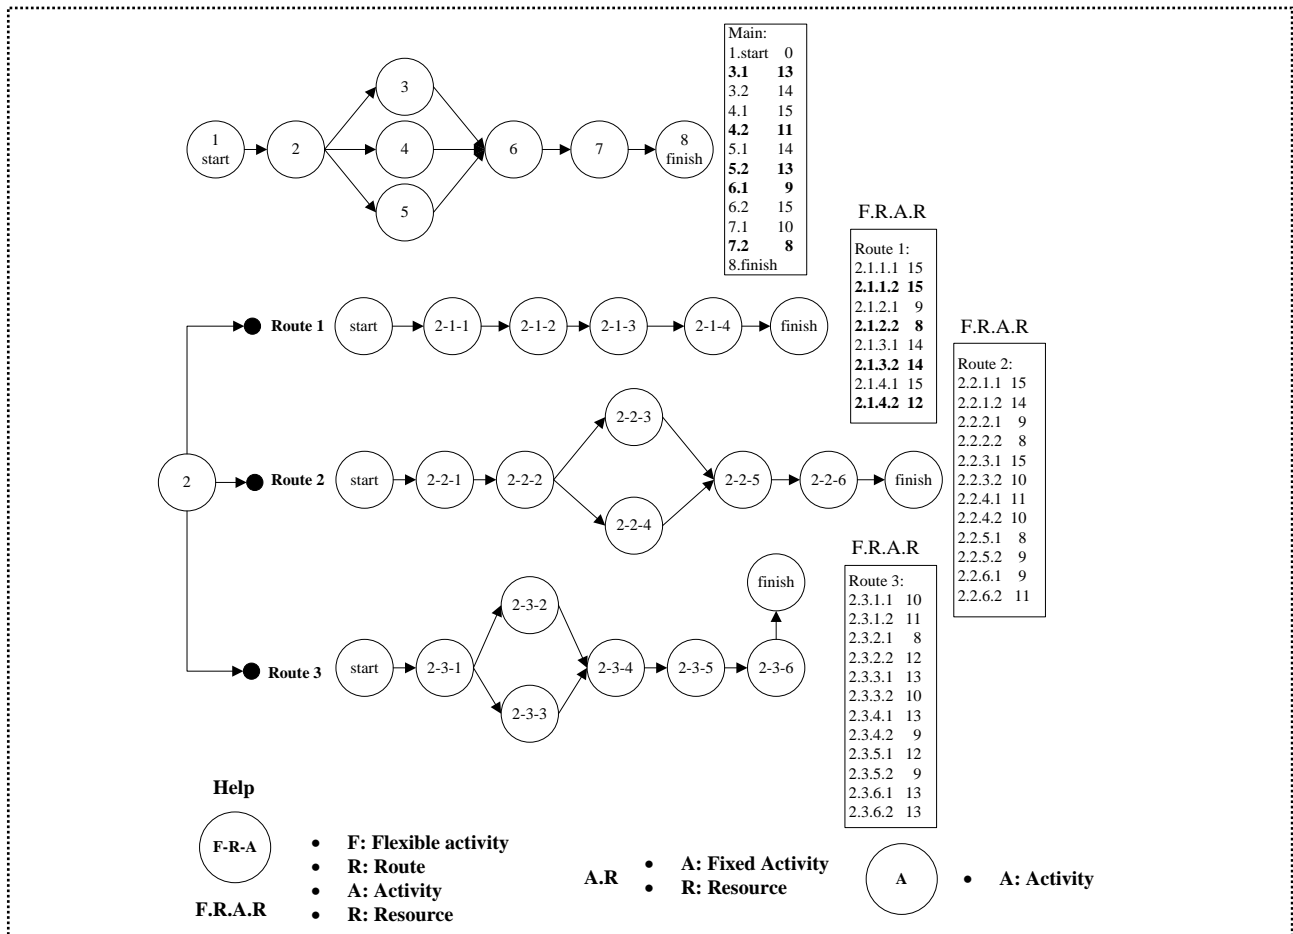 Main:
1.start 0
3.1 13
3.2 14
4.1 15
4.2 11
5.1 14
5.2 13
6.1 9
6.2 15
7.1 10
7.2 8
8.finish
1
start
2
3
4
5
6
7
8
finish
F.R.A.R
Route 1:
2.1.1.1 15
2.1.1.2 15
2.1.2.1 9
2.1.2.2 8
2.1.3.1 14
2.1.3.2 14
2.1.4.1 15
2.1.4.2 12
Route 1
start
2-1-1
2-1-2
2-1-3
2-1-4
finish
F.R.A.R
Route 2:
2.2.1.1 15
2.2.1.2 14
2.2.2.1 9
2.2.2.2 8
2.2.3.1 15
2.2.3.2 10
2.2.4.1 11
2.2.4.2 10
2.2.5.1 8
2.2.5.2 9
2.2.6.1 9
2.2.6.2 11
2
Route 2
start
2-2-1
2-2-2
2-2-3
2-2-4
2-2-5
2-2-6
finish
F.R.A.R
Route 3:
2.3.1.1 10
2.3.1.2 11
2.3.2.1 8
2.3.2.2 12
2.3.3.1 13
2.3.3.2 10
2.3.4.1 13
2.3.4.2 9
2.3.5.1 12
2.3.5.2 9
2.3.6.1 13
2.3.6.2 13
Route 3
start
2-3-1
2-3-2
2-3-3
2-3-4
2-3-5
2-3-6
finish
Help
F-R-A
F.R.A.R
• F: Flexible activity
• R: Route
• A: Activity
• R: Resource
A.R
• A: Fixed Activity
• R: Resource
A
• A: Activity